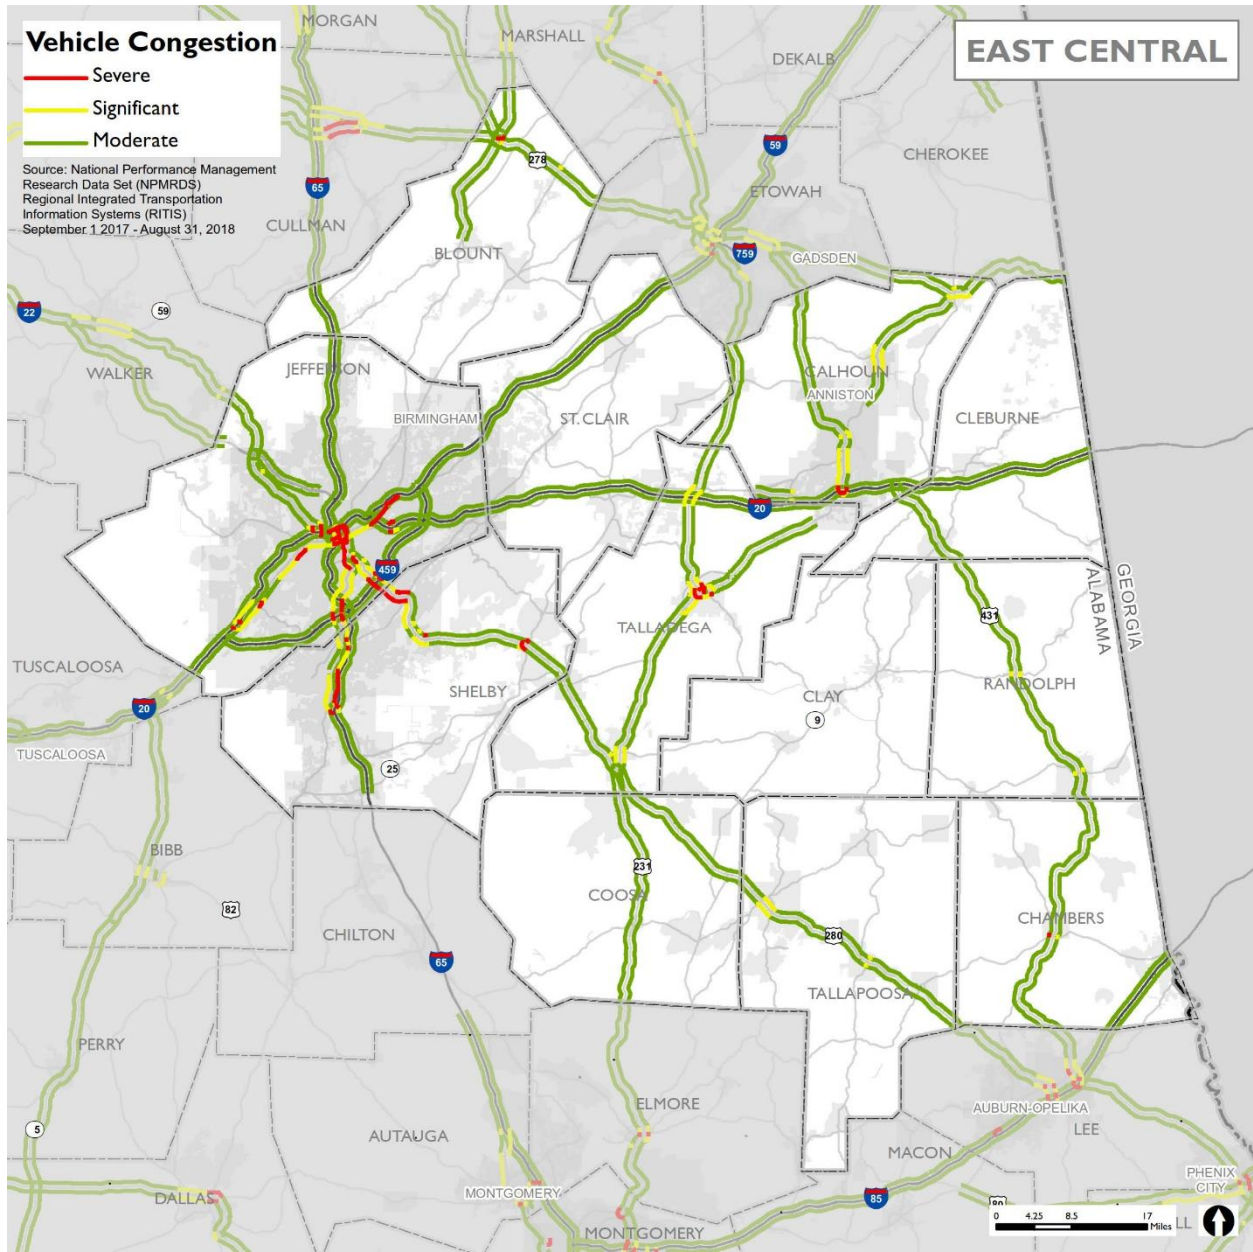 Vehicle Congestion
Severe
Significant
Moderate
Source: National Performance Management
Research Data Set (NPMRDS)
Regional Integrated Transportation
Information Systems (RITIS)
September 1 2017 - August 31, 2018
EAST CENTRAL
MORGAN
MARSHALL
DEKALB
59
278
CHEROKEE
65
ETOWAH
CULLMAN
BLOUNT
759
GADSDEN
22
59
WALKER
JEFFERSON
CALHOUN
ANNISTON
BIRMINGHAM
ST. CLAIR
CLEBURNE
20
459
GEORGIA
ALABAMA
431
TALLADEGA
TUSCALOOSA
SHELBY
CLAY
RANDOLPH
20
9
TUSCALOOSA
25
BIBB
231
COOSA
82
CHILTON
280
CHAMBERS
65
TALLAPOOSA
PERRY
ELMORE
AUBURN-OPELIKA
5
AUTAUGA
LEE
MACON
PHENIX
CITY
DALLAS
MONTGOMERY
85
80
MONTGOMERY
0 4.25 8.5 17
Miles
LL